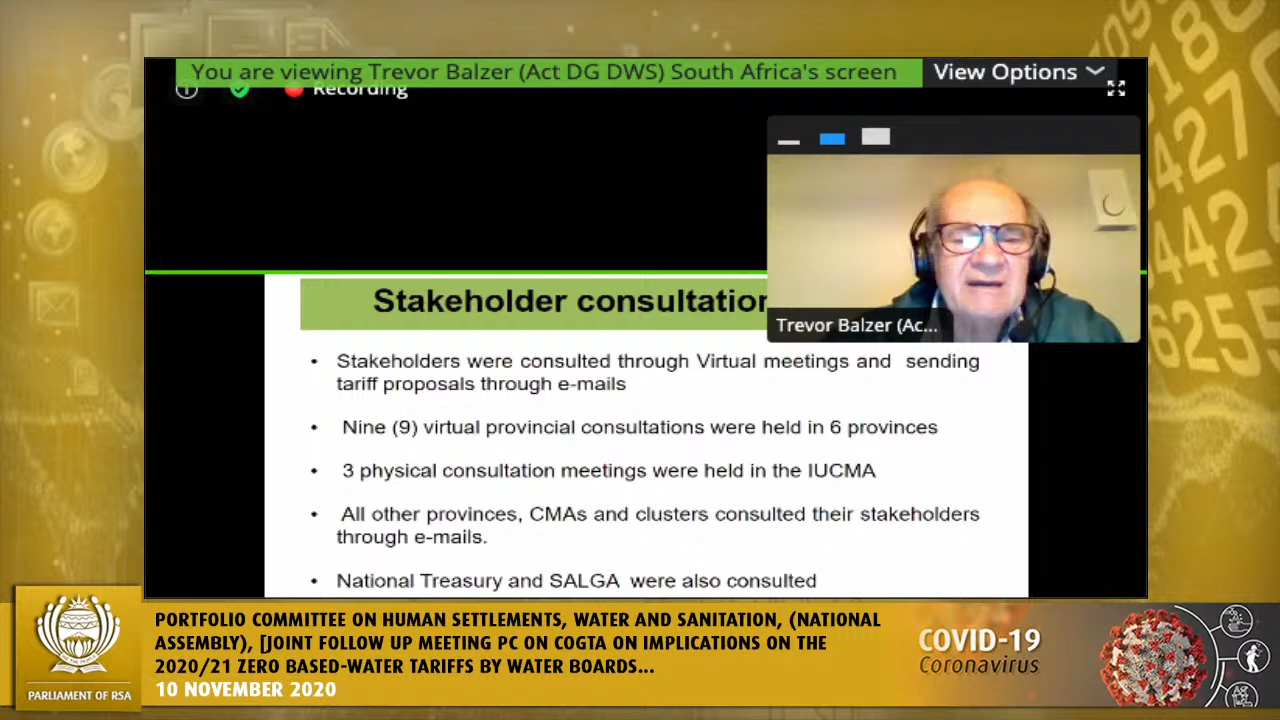 You are viewing Trevor Balzer (Act DG DWS) South Africa's screen
View Options
Recording
Trevor Balzer (Ac...
Stakeholder consultation
• Stakeholders were consulted through Virtual meetings and sending
tariff proposals through e-mails
• Nine (9) virtual provincial consultations were held in 6 provinces
• 3 physical consultation meetings were held in the IUCMA
• All other provinces, CMAs and clusters consulted their stakeholders
through e-mails.
• National Treasury and SALGA were also consulted
PORTFOLIO COMMITTEE ON HUMAN SETTLEMENTS, WATER AND SANITATION, (NATIONAL
ASSEMBLY), [JOINT FOLLOW UP MEETING PC ON COGTA ON IMPLICATIONS ON THE
2020/21 ZERO BASED-WATER TARIFFS BY WATER BOARDS...
10 NOVEMBER 2020
PARLIAMENT OF RSA
COVID-19
Coronavirus